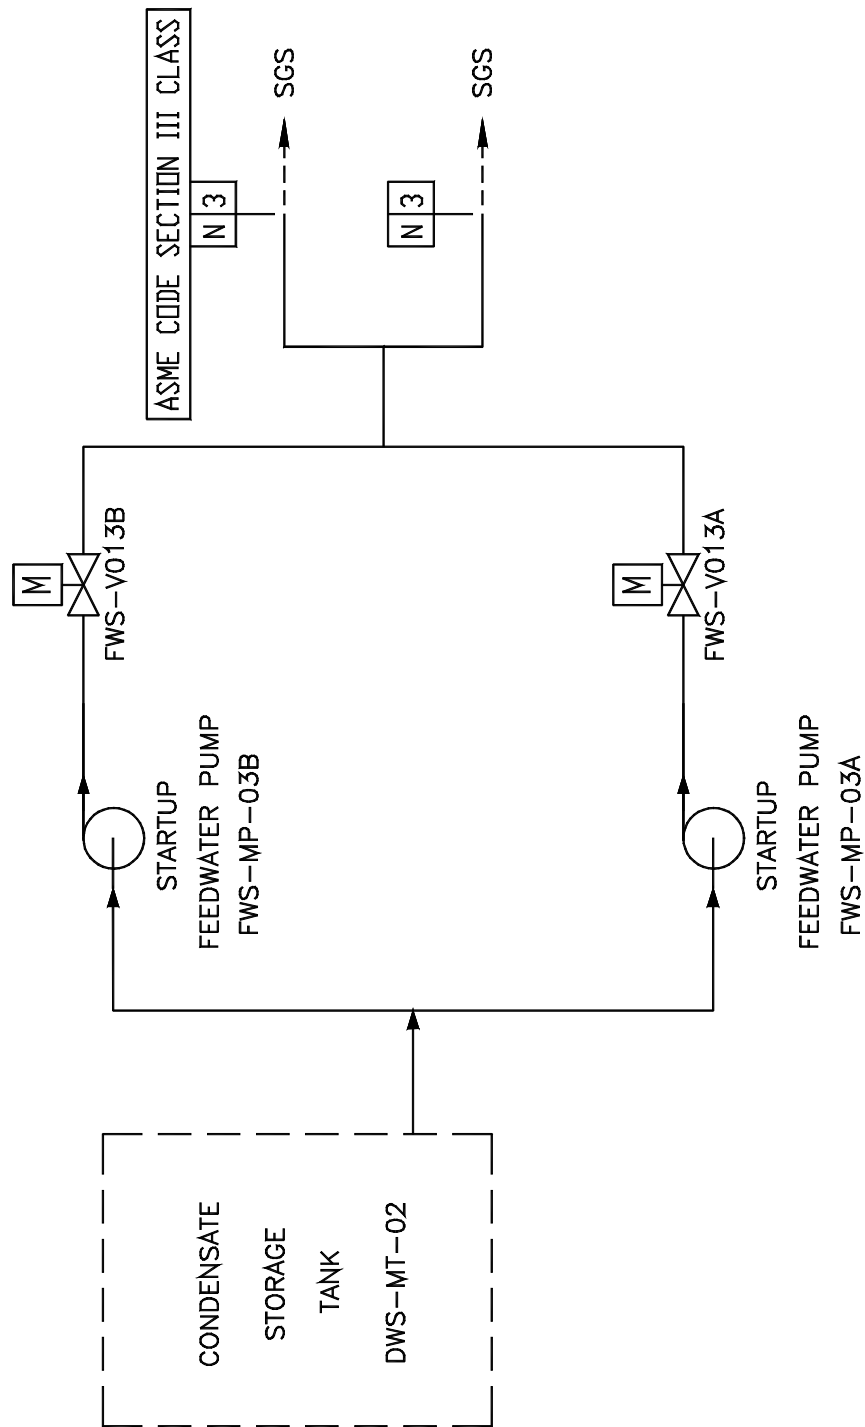 CONDENSATE
STORAGE
TANK
DWS-MT-02
STARTUP
FEEDWATER PUMP
FWS-MP-03B
M
FWS-V013B
STARTUP
FEEDWATER PUMP
FWS-MP-03A
M
FWS-V013A
ASME CODE SECTION III CLASS
N 3
SGS
N 3
SGS